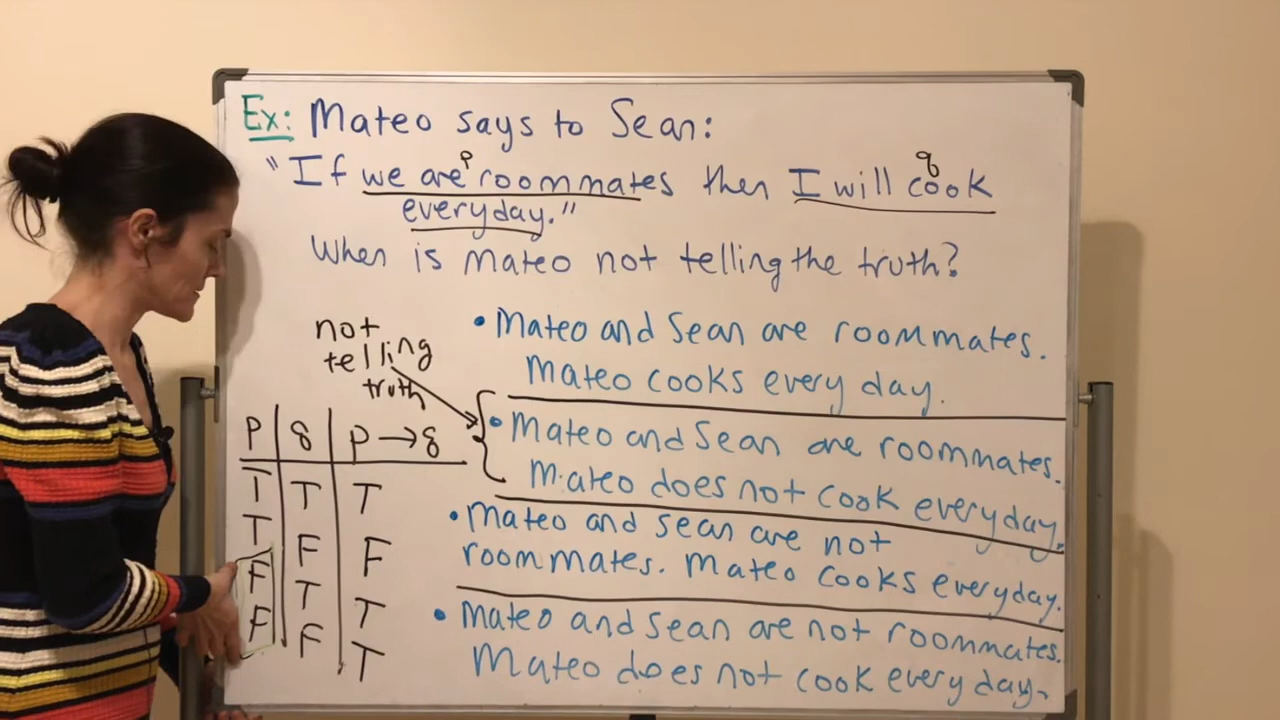 Ex: Mateo says to Sean:
p q
"If we are roommates then I will cook
everyday."
When is Mateo not telling the truth?
• Mateo and Sean are roommates.
Mateo cooks every day.
not
telling
truth
• Mateo and Sean are roommates.
Mateo does not cook everyday.
• Mateo and Sean are not
roommates. Mateo cooks everyday.
• Mateo and Sean are not roommates.
Mateo does not cook every day.
P q P → q
T T T
T F F
F T T
F F T